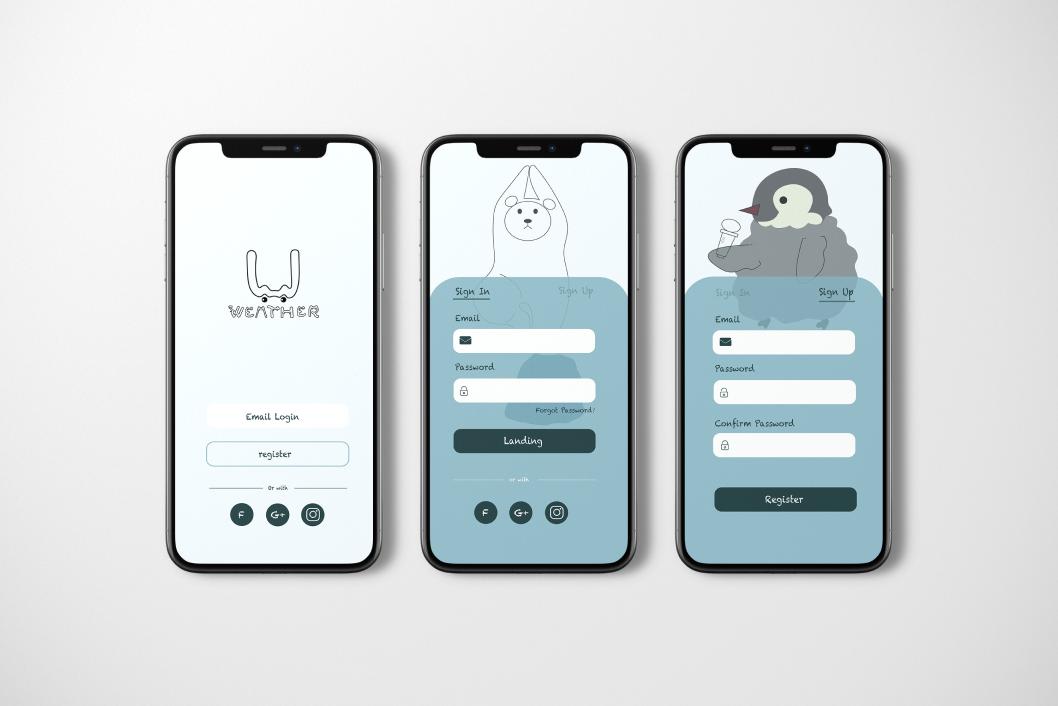 WEATHER
Email Login
register
Or with
F
G+
Sign In
Sign Up
Email
Password
Forgot Password?
Landing
or with
F
G+
Sign In
Sign Up
Email
Password
Confirm Password
Register